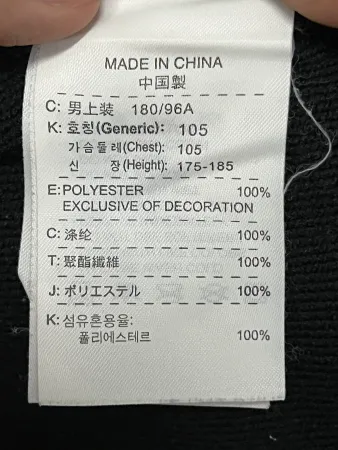 MADE IN CHINA
中国製
C: 男上装 180/96A
K: 호칭(Generic): 105
가슴둘레(Chest): 105
신 장(Height): 175-185
E:POLYESTER 100%
EXCLUSIVE OF DECORATION
C: 涤纶 100%
T: 聚酯纖維 100%
J: ポリエステル 100%
K: 섬유혼용율:
폴리에스테르 100%